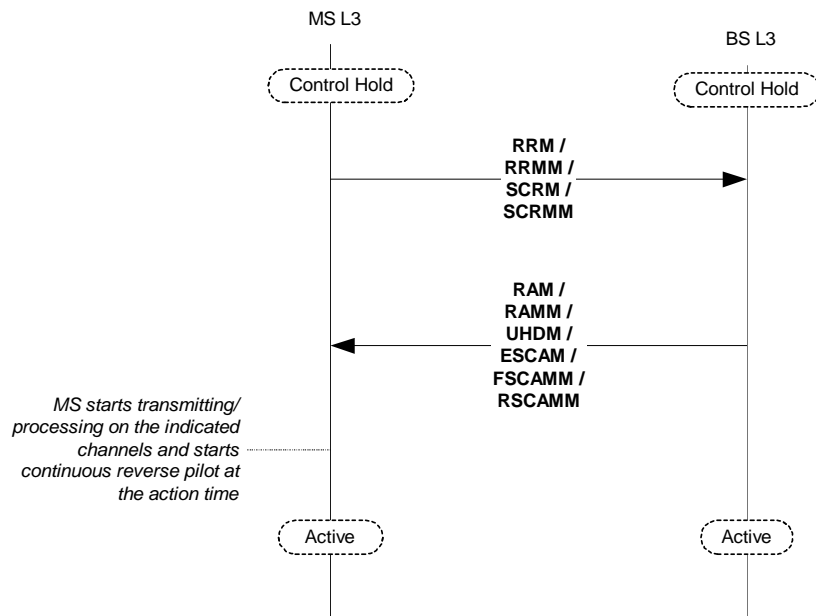 MS L3
BS L3
Control Hold
Control Hold
RRM /
RRMM /
SCRM /
SCRMM
RAM /
RAMM /
UHDM /
ESCAM /
FSCAMM /
RSCAMM
MS starts transmitting/
processing on the indicated
channels and starts
continuous reverse pilot at
the action time
Active
Active